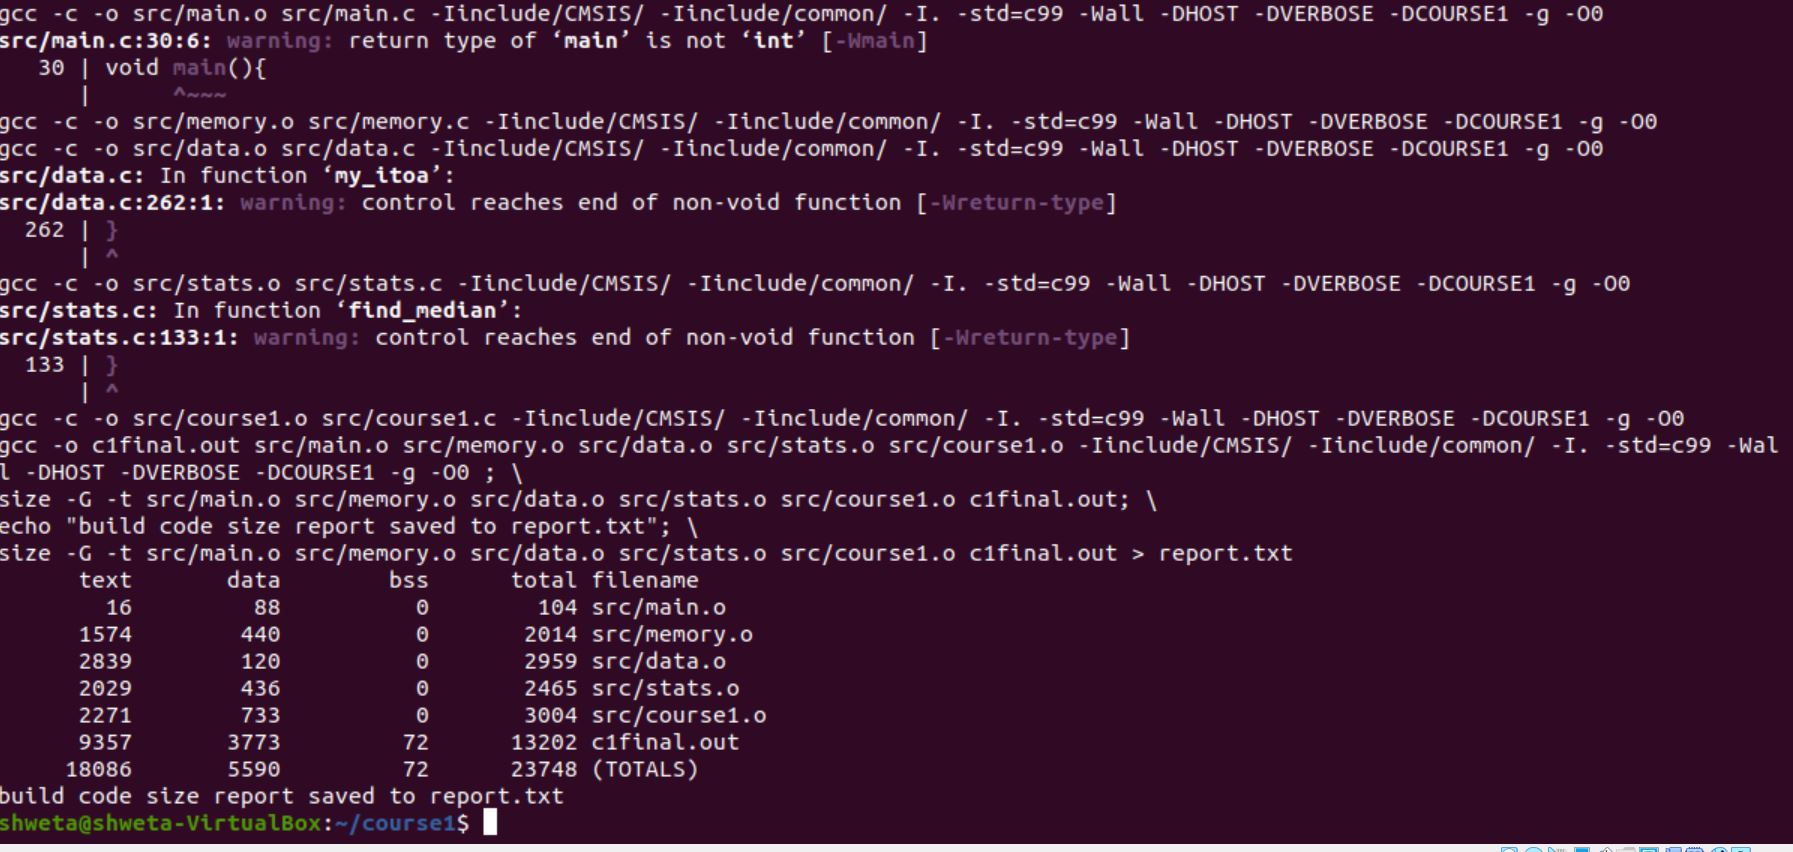 gcc -c -o src/main.o src/main.c -Iinclude/CMSIS/ -Iinclude/common/ -I. -std=c99 -Wall -DHOST -DVERBOSE -DCOURSE1 -g -O0
src/main.c:30:6: warning: return type of ‘main’ is not ‘int’ [-Wmain]
   30 | void main(){
      |      ^~~~
gcc -c -o src/memory.o src/memory.c -Iinclude/CMSIS/ -Iinclude/common/ -I. -std=c99 -Wall -DHOST -DVERBOSE -DCOURSE1 -g -O0
gcc -c -o src/data.o src/data.c -Iinclude/CMSIS/ -Iinclude/common/ -I. -std=c99 -Wall -DHOST -DVERBOSE -DCOURSE1 -g -O0
src/data.c: In function ‘my_itoa’:
src/data.c:262:1: warning: control reaches end of non-void function [-Wreturn-type]
  262 | }
      | ^
gcc -c -o src/stats.o src/stats.c -Iinclude/CMSIS/ -Iinclude/common/ -I. -std=c99 -Wall -DHOST -DVERBOSE -DCOURSE1 -g -O0
src/stats.c: In function ‘find_median’:
src/stats.c:133:1: warning: control reaches end of non-void function [-Wreturn-type]
  133 | }
      | ^
gcc -c -o src/course1.o src/course1.c -Iinclude/CMSIS/ -Iinclude/common/ -I. -std=c99 -Wall -DHOST -DVERBOSE -DCOURSE1 -g -O0
gcc -o c1final.out src/main.o src/memory.o src/data.o src/stats.o src/course1.o -Iinclude/CMSIS/ -Iinclude/common/ -I. -std=c99 -Wal
l -DHOST -DVERBOSE -DCOURSE1 -g -O0 ; \
size -G -t src/main.o src/memory.o src/data.o src/stats.o src/course1.o c1final.out; \
echo "build code size report saved to report.txt"; \
size -G -t src/main.o src/memory.o src/data.o src/stats.o src/course1.o c1final.out > report.txt
      text       data        bss      total filename
        16         88          0        104 src/main.o
      1574        440          0       2014 src/memory.o
      2839        120          0       2959 src/data.o
      2029        436          0       2465 src/stats.o
      2271        733          0       3004 src/course1.o
      9357       3773         72      13202 c1final.out
     18086       5590         72      23748 (TOTALS)
build code size report saved to report.txt
shweta@shweta-VirtualBox:~/course1$